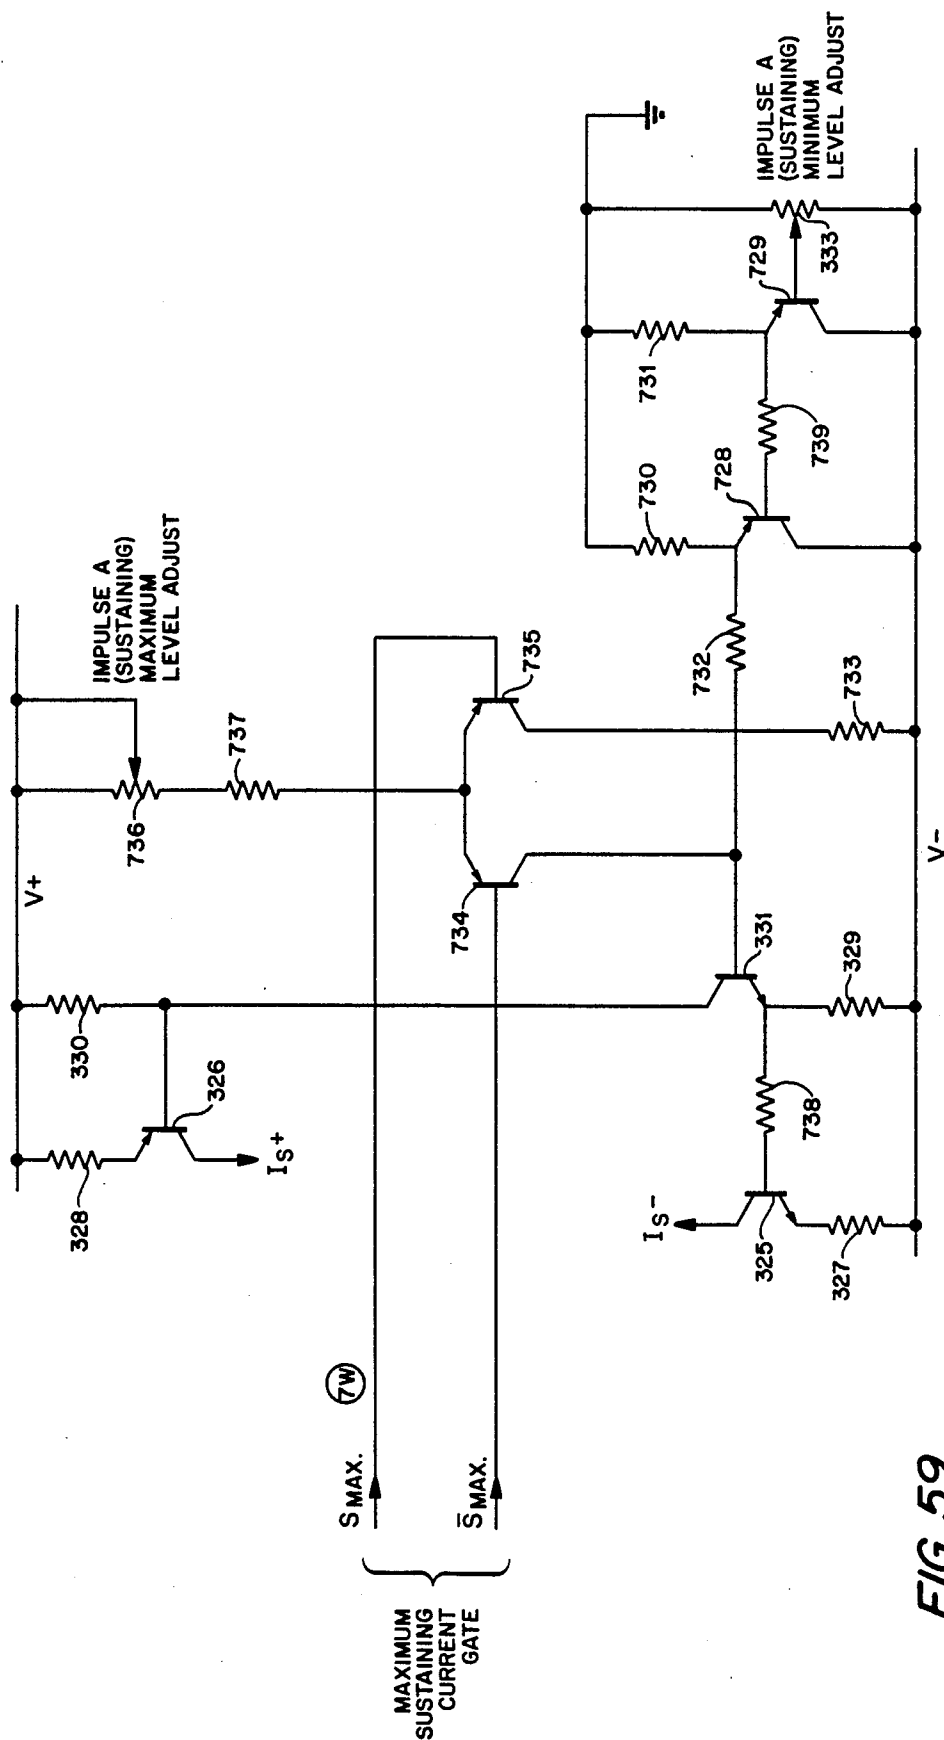 V+
IMPULSE A
(SUSTAINING)
MAXIMUM
LEVEL ADJUST
328
330
326
IS+
736
737
MAXIMUM
SUSTAINING
CURRENT
GATE
SMAX.
7W
S̄MAX.
734
735
IS-
325
327
738
331
329
732
733
730
728
739
731
729
333
IMPULSE A
(SUSTAINING)
MINIMUM
LEVEL ADJUST
V-
FIG. 59